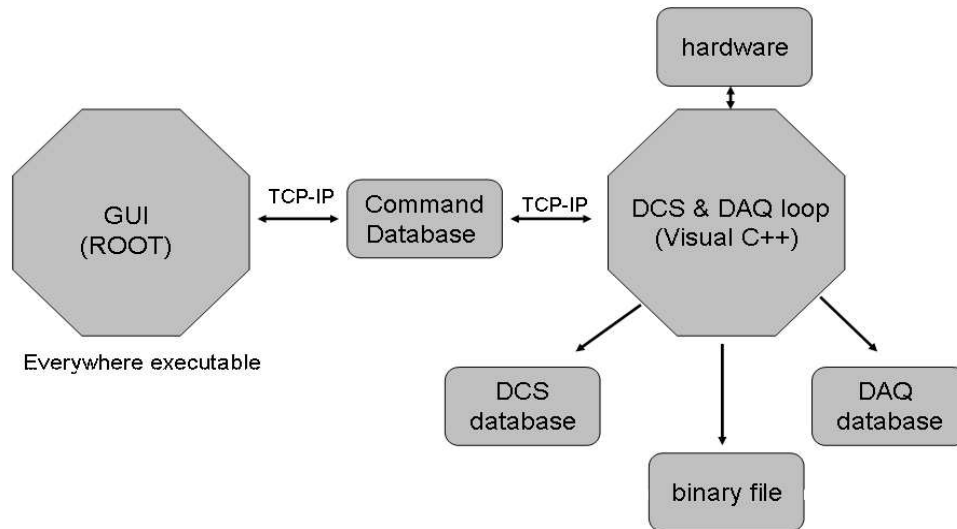 hardware
GUI
(ROOT)
TCP-IP
Command
Database
TCP-IP
DCS & DAQ loop
(Visual C++)
Everywhere executable
DCS
database
DAQ
database
binary file